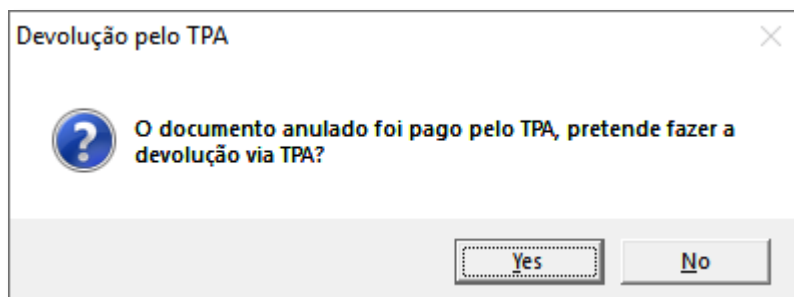 Devolução pelo TPA
O documento anulado foi pago pelo TPA, pretende fazer a
devolução via TPA?
Yes
No